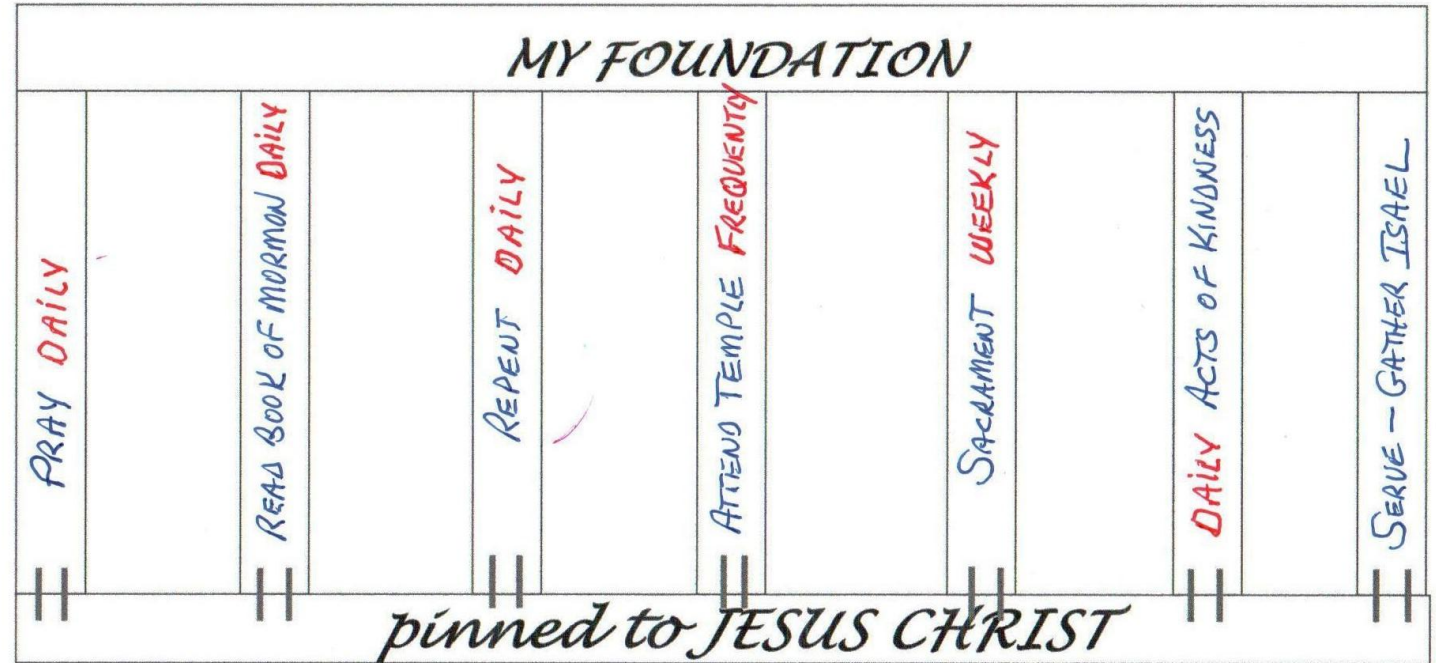 MY FOUNDATION
PRAY DAILY
READ BOOK OF MORMON DAILY
REPENT DAILY
ATTEND TEMPLE FREQUENTLY
SACRAMENT WEEKLY
DAILY ACTS OF KINDNESS
SERVE – GATHER ISAEL
pinned to JESUS CHRIST